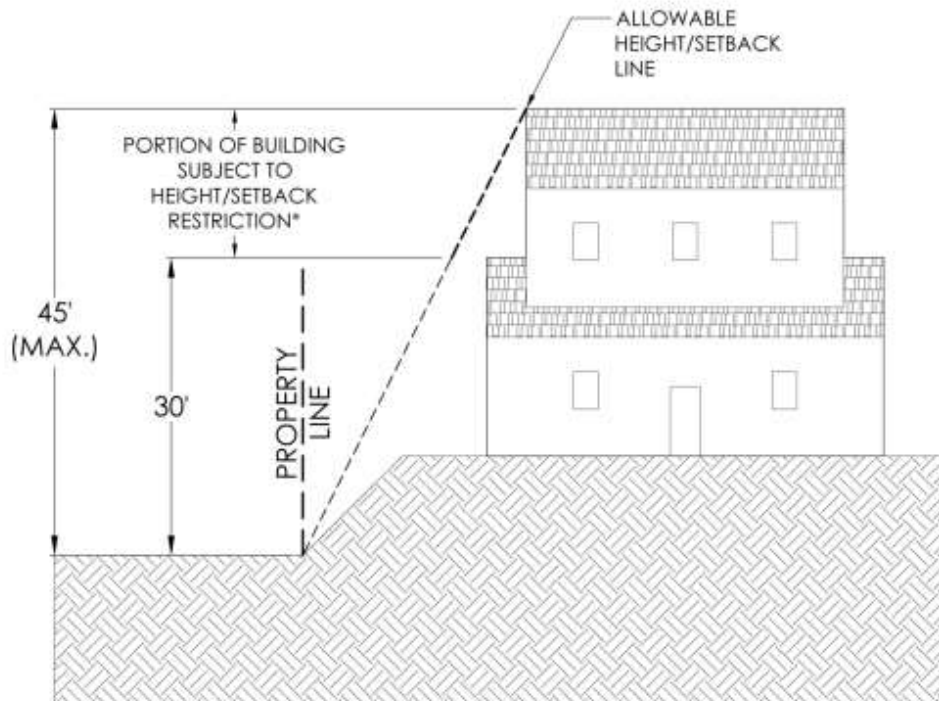 ALLOWABLE
HEIGHT/SETBACK
LINE
PORTION OF BUILDING
SUBJECT TO
HEIGHT/SETBACK
RESTRICTION*
45'
(MAX.)
30'
PROPERTY
LINE